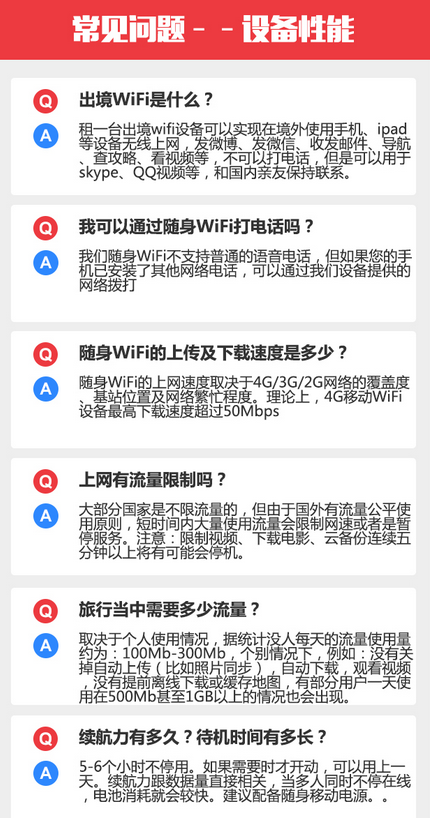 常见问题--设备性能
Q 出境WiFi是什么？
A 租一台出境wifi设备可以实现在境外使用手机、ipad
等设备无线上网，发微博、发微信、收发邮件、导航
、查攻略、看视频等，不可以打电话，但是可以用于
skype、QQ视频等，和国内亲友保持联系。
Q 我可以通过随身WiFi打电话吗？
A 我们随身WiFi不支持普通的语音电话，但如果您的手
机已安装了其他网络电话，可以通过我们设备提供的
网络拨打
Q 随身WiFi的上传及下载速度是多少？
A 随身WiFi的上网速度取决于4G/3G/2G网络的覆盖度
、基站位置及网络繁忙程度。理论上，4G移动WiFi
设备最高下载速度超过50Mbps
Q 上网有流量限制吗？
A 大部分国家是不限流量的，但由于国外有流量公平使
用原则，短时间内大量使用流量会限制网速或者是暂
停服务。注意：限制视频、下载电影、云备份连续五
分钟以上将有可能会停机。
Q 旅行当中需要多少流量？
A 取决于个人使用情况，据统计没人每天的流量使用量
约为：100Mb-300Mb，个别情况下，例如：没有关
掉自动上传（比如照片同步），自动下载，观看视频
，没有提前离线下载或缓存地图，有部分用户一天使
用在500Mb甚至1GB以上的情况也会出现。
Q 续航力有多久？待机时间有多长？
A 5-6个小时不停用。如果需要时才开动，可以用上一
天。续航力跟数据量直接相关，当多人同时不停在线
，电池消耗就会较快。建议配备随身移动电源。。